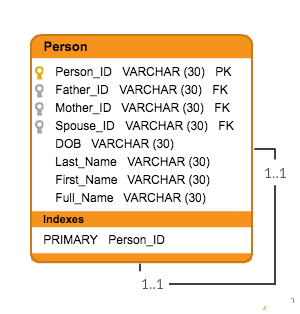 Person
Person_ID VARCHAR (30) PK
Father_ID VARCHAR (30) FK
Mother_ID VARCHAR (30) FK
Spouse_ID VARCHAR (30) FK
DOB VARCHAR (30)
Last_Name VARCHAR (30)
First_Name VARCHAR (30)
Full_Name VARCHAR (30)
Indexes
PRIMARY Person_ID
1..1
1..1